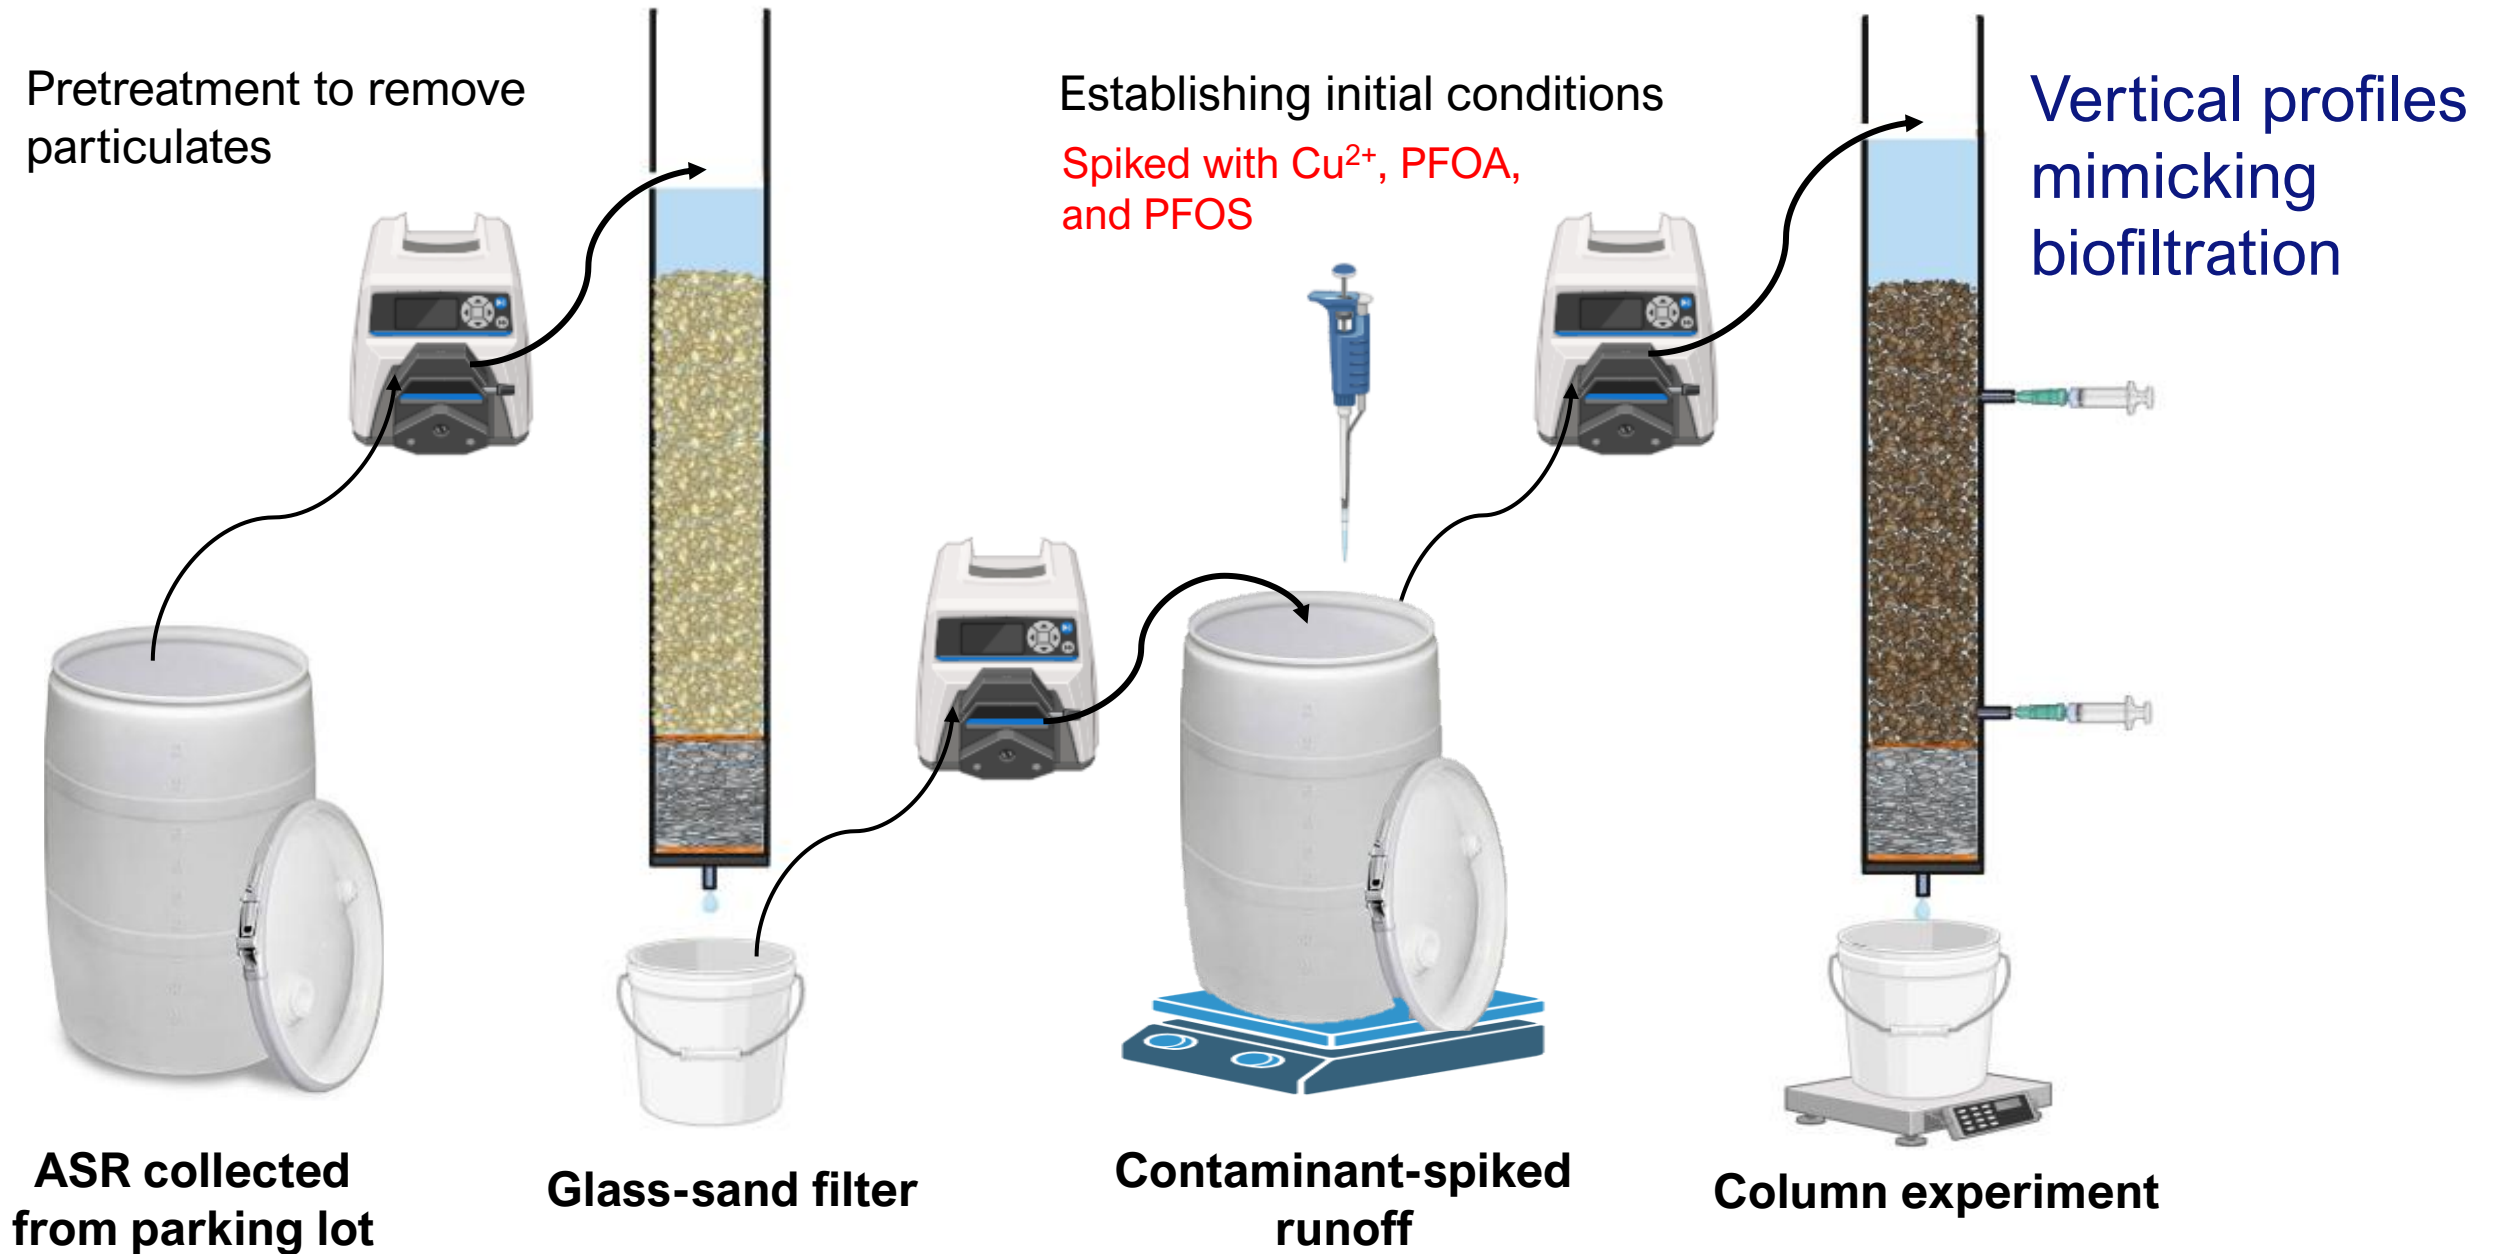 Pretreatment to remove
particulates
Establishing initial conditions
Spiked with Cu²⁺, PFOA,
and PFOS
Vertical profiles
mimicking
biofiltration
ASR collected
from parking lot
Glass-sand filter
Contaminant-spiked
runoff
Column experiment